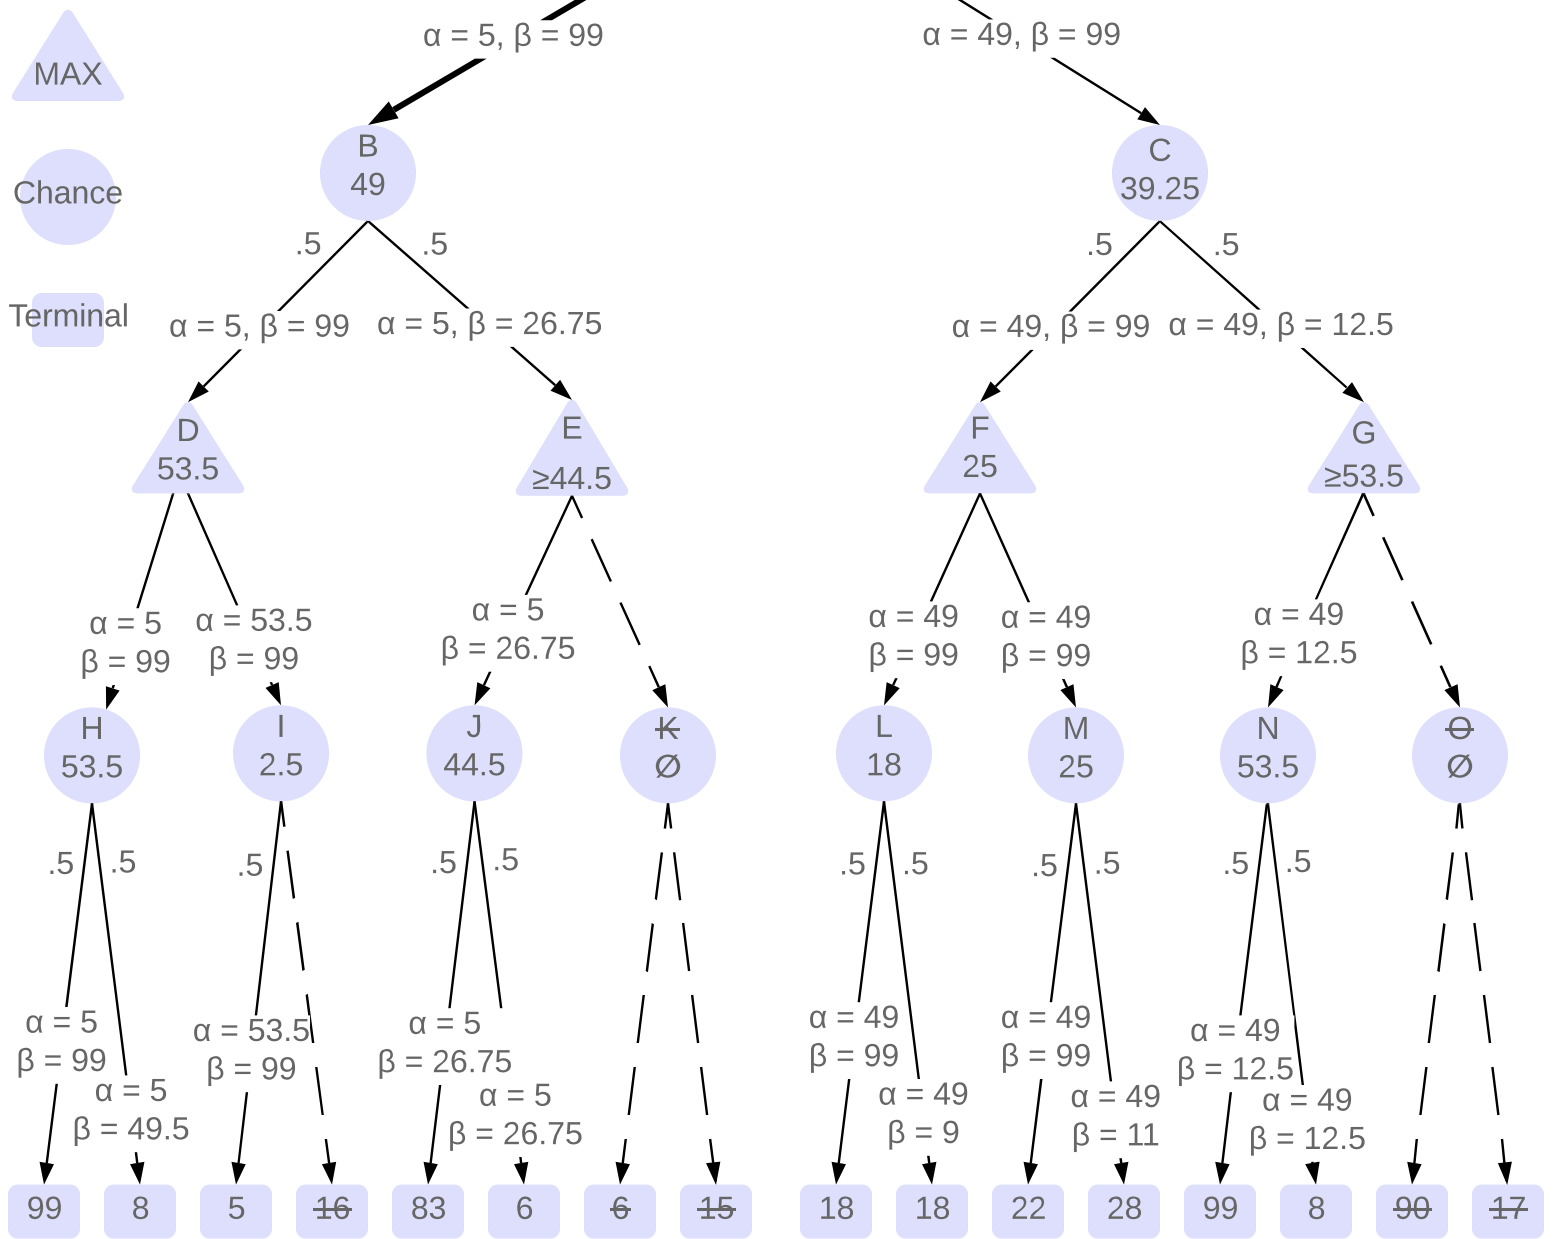 α = 5, β = 99
α = 49, β = 99
MAX
B
49
C
39.25
Chance
.5
.5
.5
.5
Terminal
α = 5, β = 99
α = 5, β = 26.75
α = 49, β = 99
α = 49, β = 12.5
D
53.5
E
≥44.5
F
25
G
≥53.5
α = 5
β = 99
α = 53.5
β = 99
α = 5
β = 26.75
α = 49
β = 99
α = 49
β = 99
α = 49
β = 12.5
H
53.5
I
2.5
J
44.5
K
Ø
L
18
M
25
N
53.5
O
Ø
.5
.5
.5
.5
.5
.5
.5
.5
.5
.5
.5
α = 5
β = 99
α = 5
β = 49.5
α = 53.5
β = 99
α = 5
β = 26.75
α = 5
β = 26.75
α = 49
β = 99
α = 49
β = 9
α = 49
β = 99
α = 49
β = 11
α = 49
β = 12.5
α = 49
β = 12.5
99
8
5
16
83
6
6
15
18
18
22
28
99
8
90
17